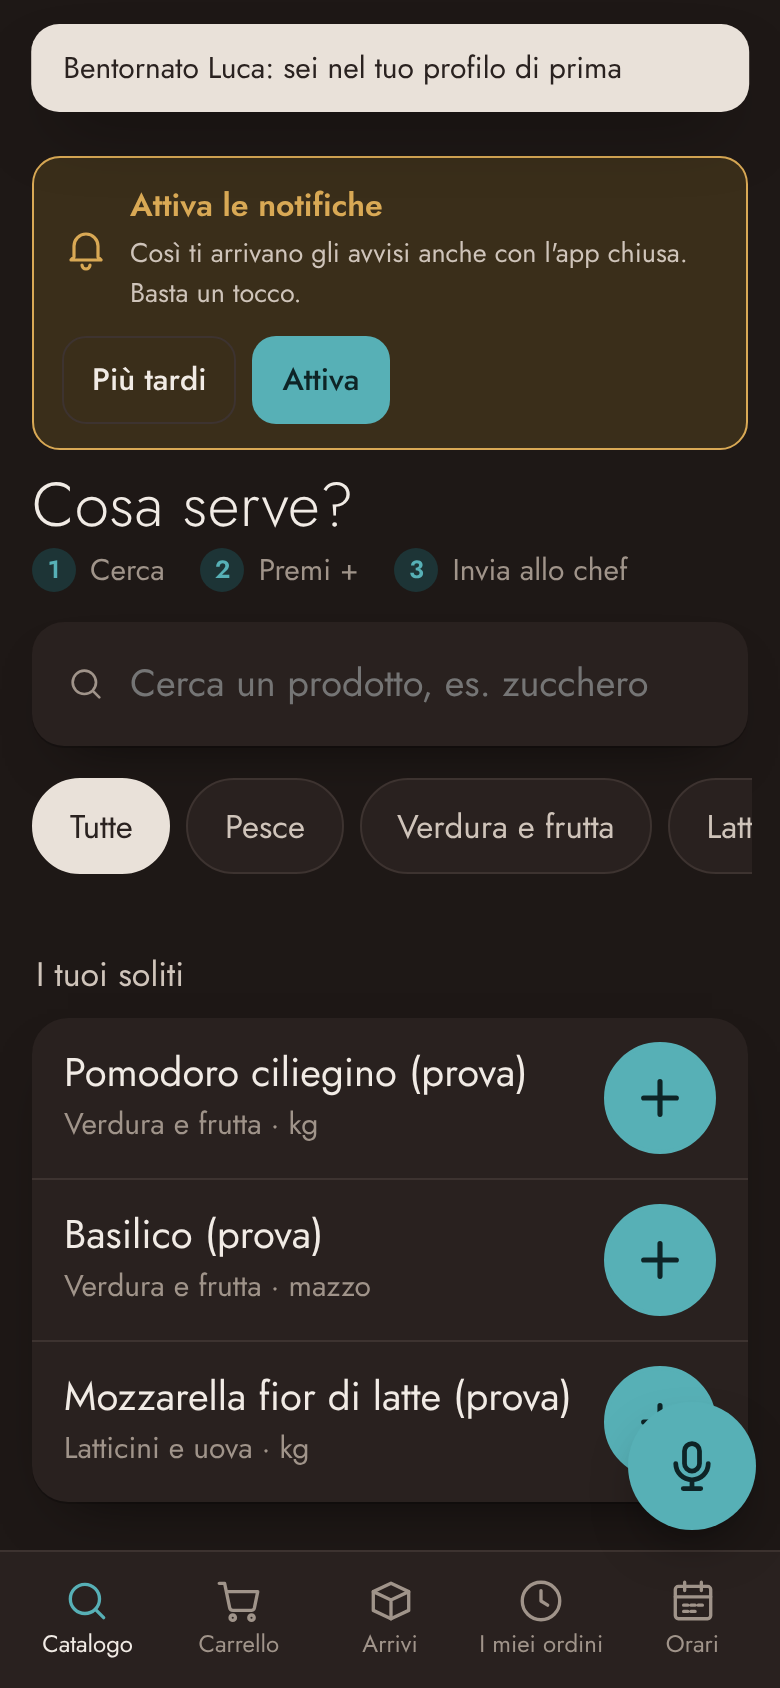 Bentornato Luca: sei nel tuo profilo di prima
Attiva le notifiche
Così ti arrivano gli avvisi anche con l'app chiusa.
Basta un tocco.
Più tardi
Attiva
Cosa serve?
1 Cerca 2 Premi + 3 Invia allo chef
Cerca un prodotto, es. zucchero
Tutte Pesce Verdura e frutta Latt
I tuoi soliti
Pomodoro ciliegino (prova)
Verdura e frutta · kg
Basilico (prova)
Verdura e frutta · mazzo
Mozzarella fior di latte (prova)
Latticini e uova · kg
Catalogo Carrello Arrivi I miei ordini Orari